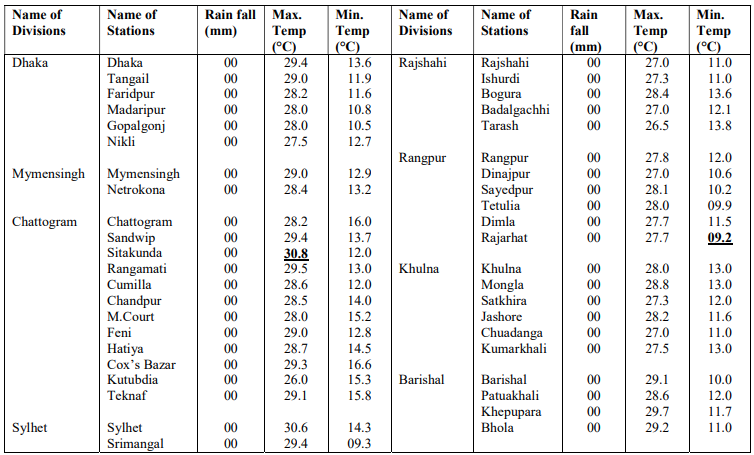 Name of Divisions Name of Stations Rain fall (mm) Max. Temp (°C) Min. Temp (°C) Name of Divisions Name of Stations Rain fall (mm) Max. Temp (°C) Min. Temp (°C)
Dhaka Dhaka 00 29.4 13.6 Rajshahi Rajshahi 00 27.0 11.0
Tangail 00 29.0 11.9 Ishurdi 00 27.3 11.0
Faridpur 00 28.2 11.6 Bogura 00 28.4 13.6
Madaripur 00 28.0 10.8 Badalgachhi 00 27.0 12.1
Gopalgonj 00 28.0 10.5 Tarash 00 26.5 13.8
Nikli 00 27.5 12.7
Rangpur Rangpur 00 27.8 12.0
Mymensingh Mymensingh 00 29.0 12.9 Dinajpur 00 27.0 10.6
Netrokona 00 28.4 13.2 Sayedpur 00 28.1 10.2
Tetulia 00 28.0 09.9
Chattogram Chattogram 00 28.2 16.0 Dimla 00 27.7 11.5
Sandwip 00 29.4 13.7 Rajarhat 00 27.7 09.2
Sitakunda 00 30.8 12.0
Rangamati 00 29.5 13.0 Khulna Khulna 00 28.0 13.0
Cumilla 00 28.6 12.0 Mongla 00 28.8 13.0
Chandpur 00 28.5 14.0 Satkhira 00 27.3 12.0
M.Court 00 28.0 15.2 Jashore 00 28.2 11.6
Feni 00 29.0 12.8 Chuadanga 00 27.0 11.0
Hatiya 00 28.7 14.5 Kumarkhali 00 27.5 13.0
Cox's Bazar 00 29.3 16.6
Kutubdia 00 26.0 15.3 Barishal Barishal 00 29.1 10.0
Teknaf 00 29.1 15.8 Patuakhali 00 28.6 12.0
Khepupara 00 29.7 11.7
Sylhet Sylhet 00 30.6 14.3 Bhola 00 29.2 11.0
Srimangal 00 29.4 09.3